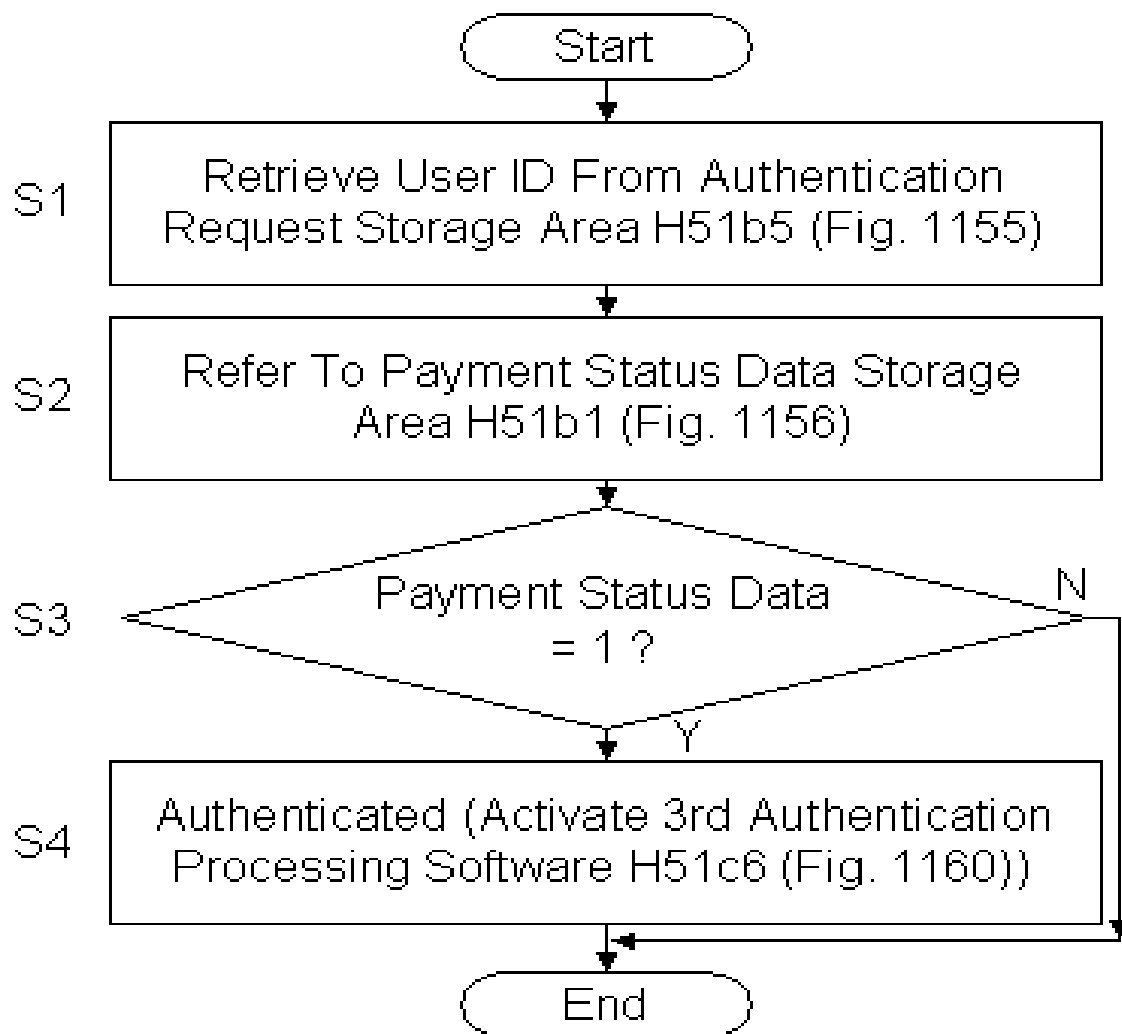 Start
S1
Retrieve User ID From Authentication
Request Storage Area H51b5 (Fig. 1155)
S2
Refer To Payment Status Data Storage
Area H51b1 (Fig. 1156)
S3
Payment Status Data
= 1 ?
N
Y
S4
Authenticated (Activate 3rd Authentication
Processing Software H51c6 (Fig. 1160))
End